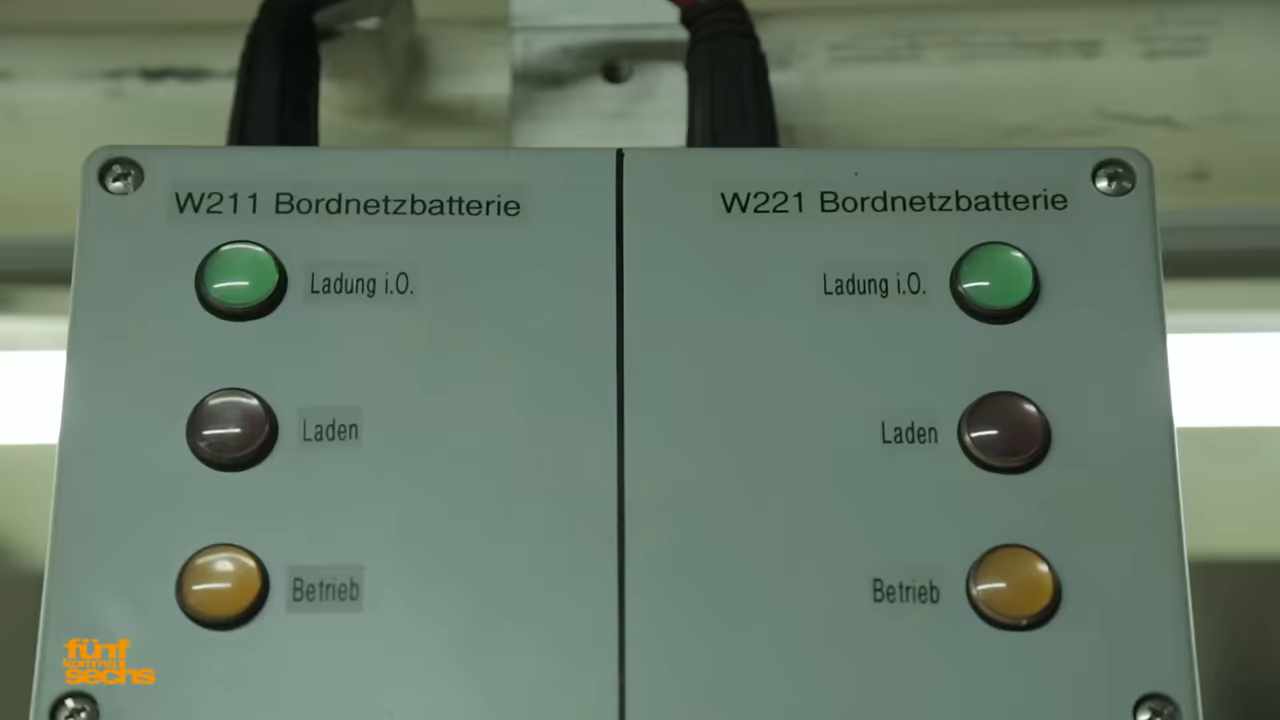 W211 Bordnetzbatterie
Ladung i.O.
Laden
Betrieb
W221 Bordnetzbatterie
Ladung i.O.
Laden
Betrieb
fünf
komma
sechs